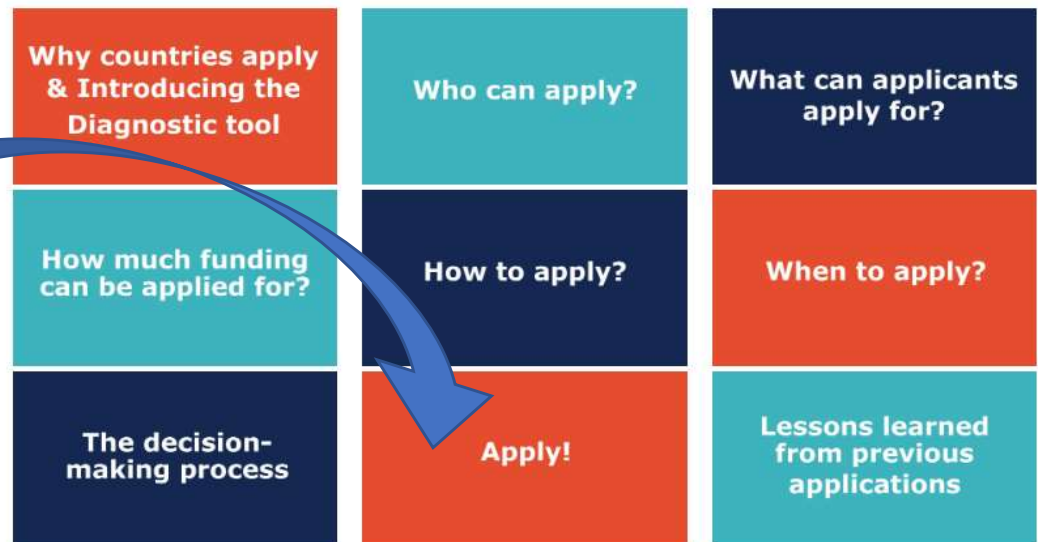 Why countries apply
& Introducing the
Diagnostic tool
Who can apply?
What can applicants
apply for?
How much funding
can be applied for?
How to apply?
When to apply?
The decision-
making process
Apply!
Lessons learned
from previous
applications